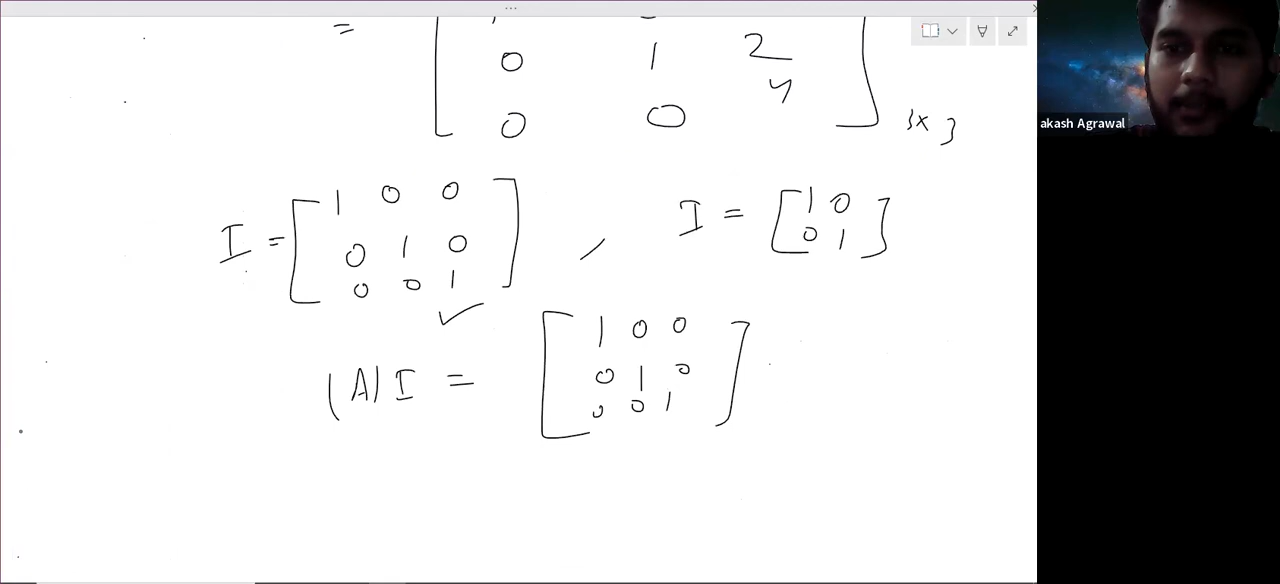 =
0 1 2
0 0 4
3x3
I = [ 1 0 0
0 1 0
0 0 1 ] , I = [ 1 0
0 1 ]
(A) I = [ 1 0 0
0 1 0
0 0 1 ]
akash Agrawal